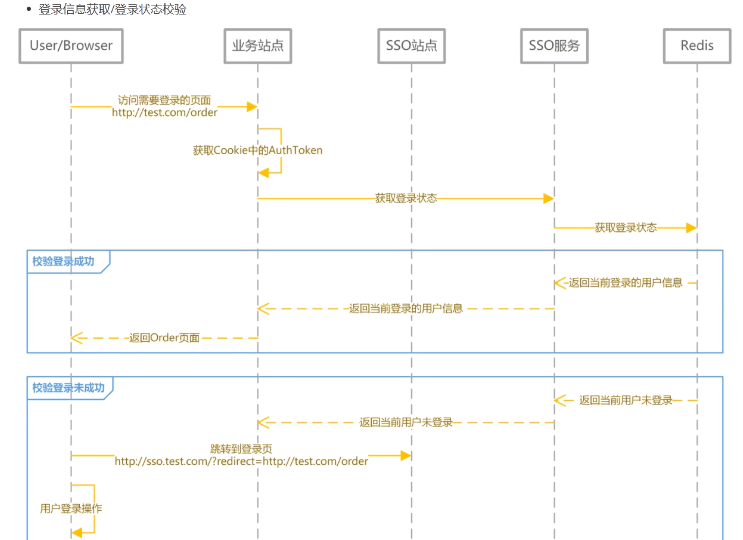 登录信息获取/登录状态校验
User/Browser
业务站点
SSO站点
SSO服务
Redis
访问需要登录的页面
http://test.com/order
获取Cookie中的AuthToken
获取登录状态
获取登录状态
校验登录成功
返回当前登录的用户信息
返回当前登录的用户信息
返回Order页面
校验登录未成功
返回当前用户未登录
返回当前用户未登录
跳转到登录页
http://sso.test.com/?redirect=http://test.com/order
用户登录操作